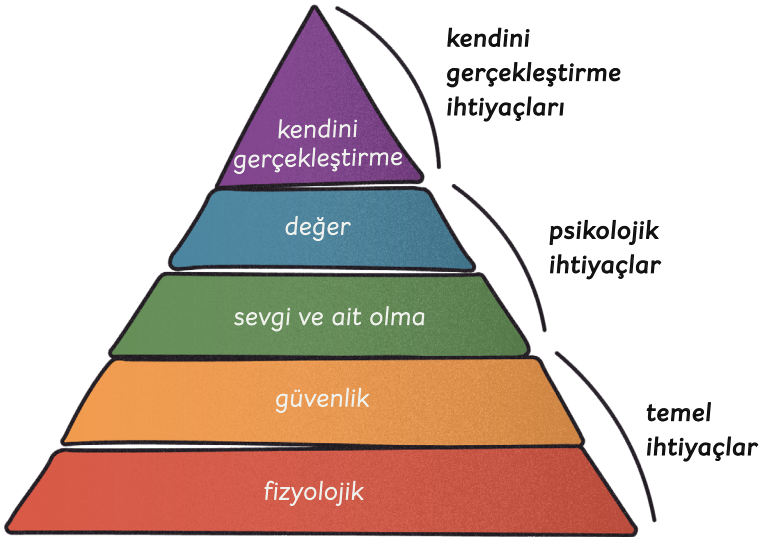 kendini
gerçekleştirme
ihtiyaçları
kendini
gerçekleştirme
değer
psikolojik
ihtiyaçlar
sevgi ve ait olma
güvenlik
temel
ihtiyaçlar
fizyolojik